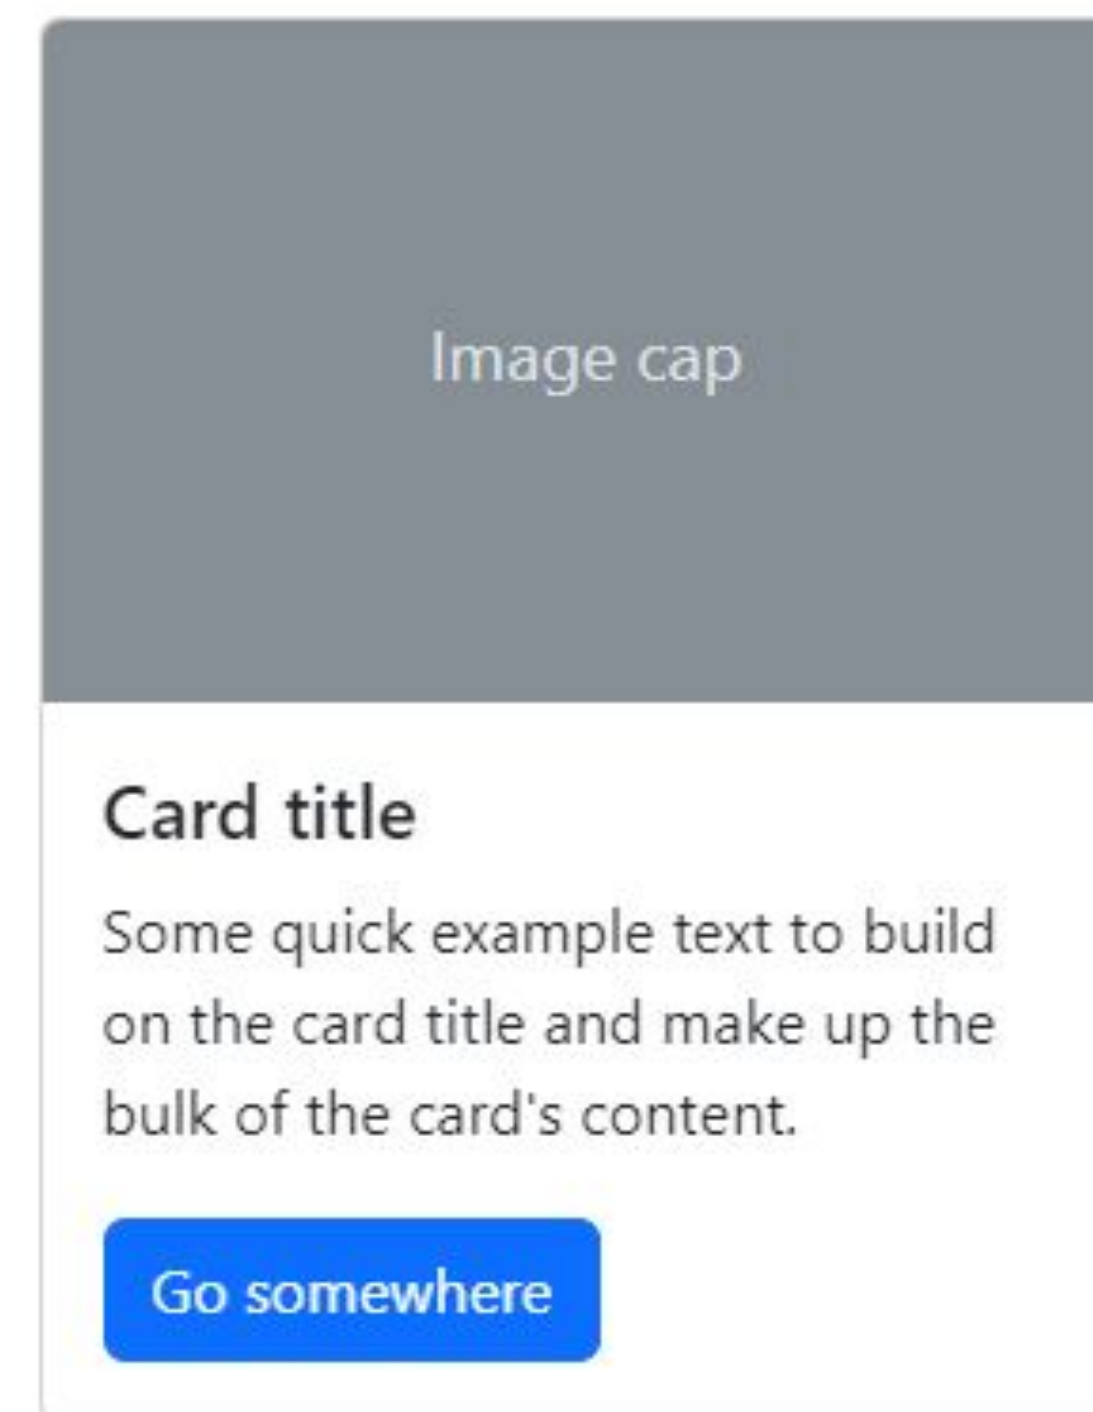 Image cap
Card title
Some quick example text to build
on the card title and make up the
bulk of the card's content.
Go somewhere